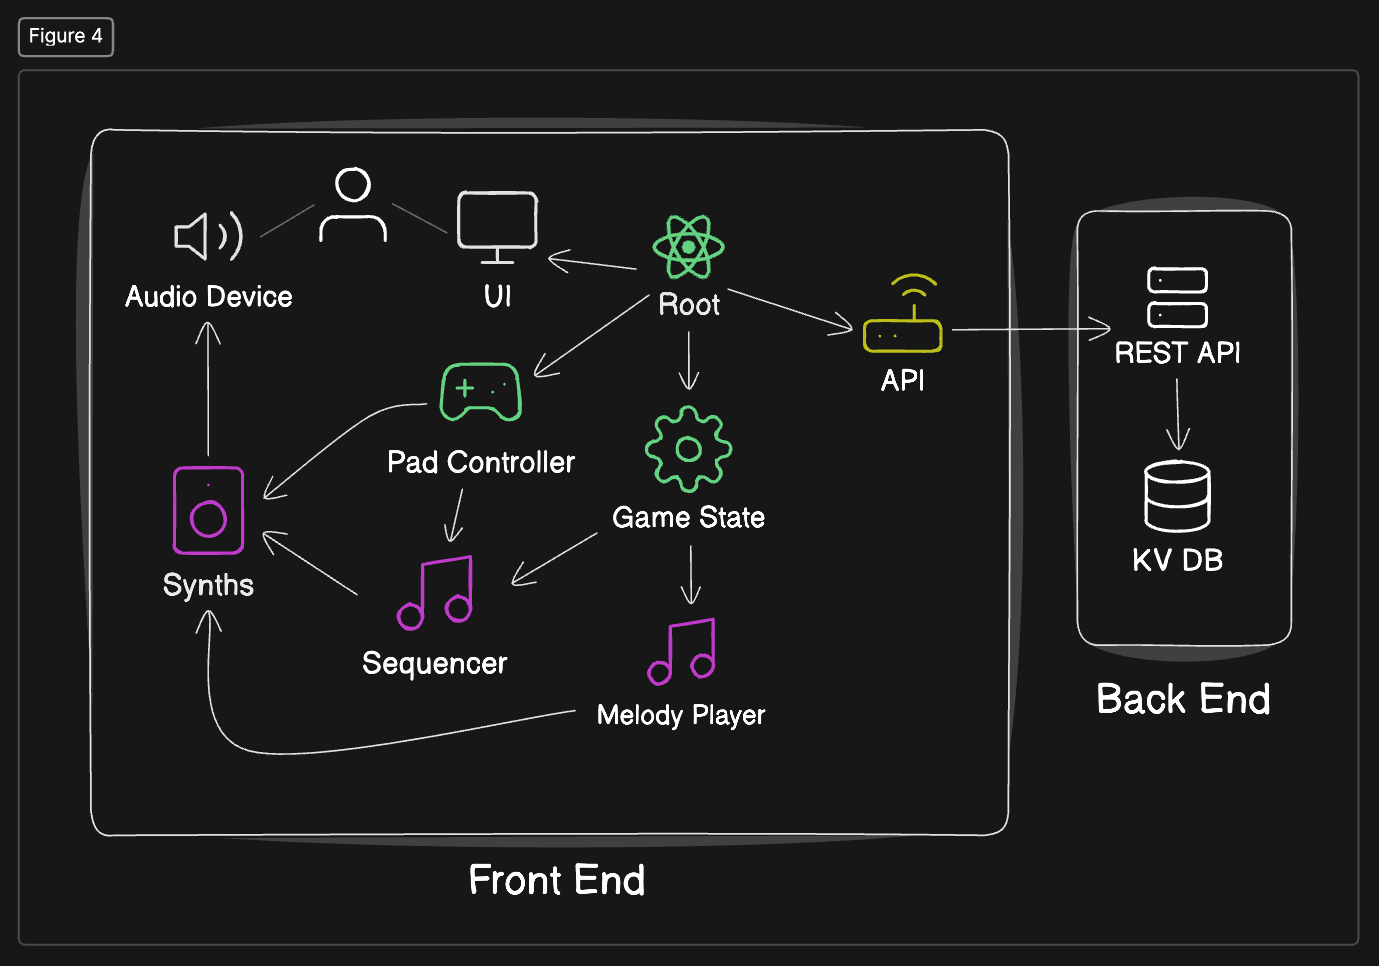 Figure 4
Audio Device
UI
Root
API
REST API
Pad Controller
Game State
KV DB
Synths
Sequencer
Melody Player
Back End
Front End